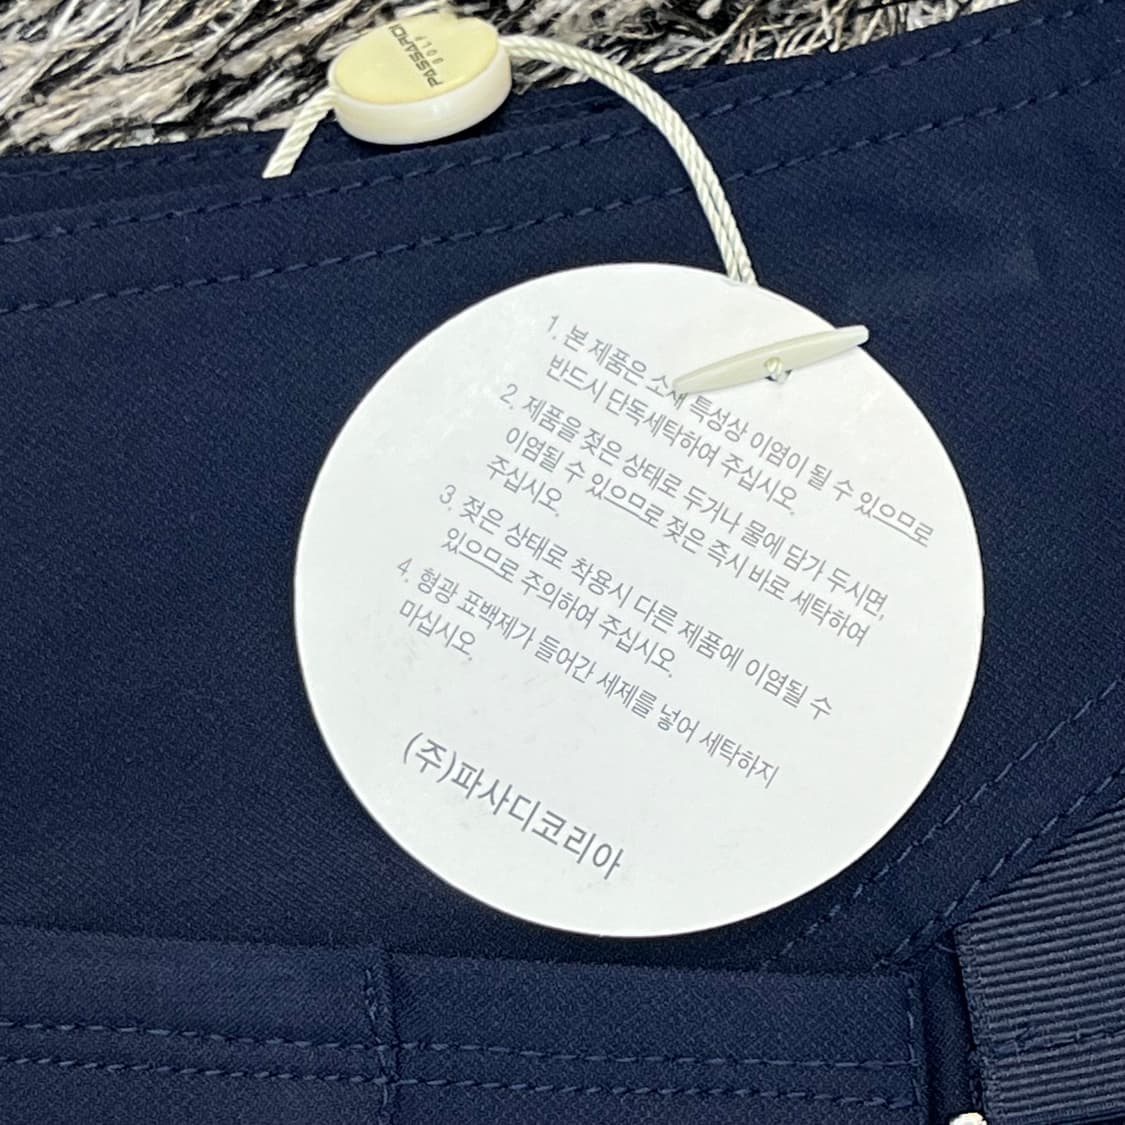 PASSARDI
GOLF
1. 본 제품은 소재 특성상 이염이 될 수 있으므로
반드시 단독세탁하여 주십시오.
2. 제품을 젖은 상태로 두거나 물에 담가 두시면,
이염될 수 있으므로 젖은 즉시 바로 세탁하여
주십시오.
3. 젖은 상태로 착용시 다른 제품에 이염될 수
있으므로 주의하여 주십시오.
4. 형광 표백제가 들어간 세제를 넣어 세탁하지
마십시오.
(주)파사디코리아